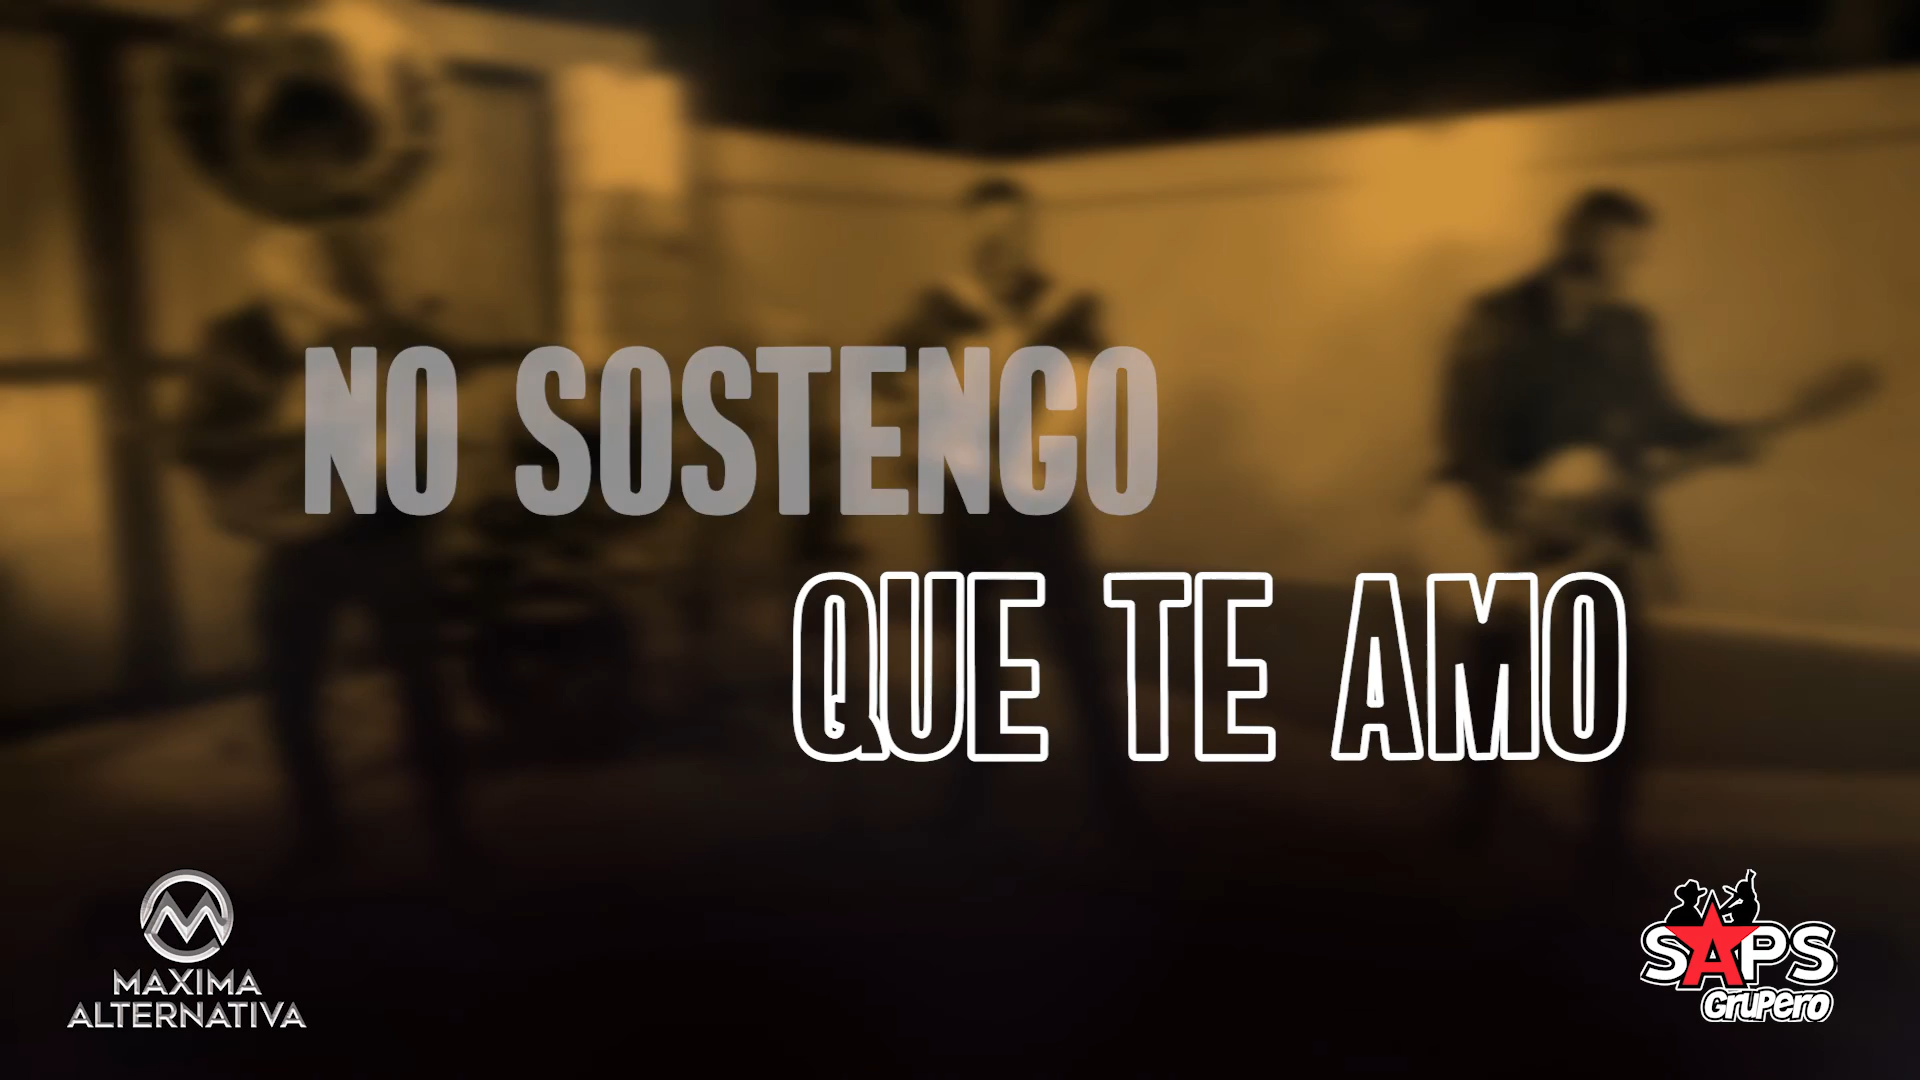 NO SOSTENGO
QUE TE AMO
MAXIMA
ALTERNATIVA
SAPS
GRUPERO